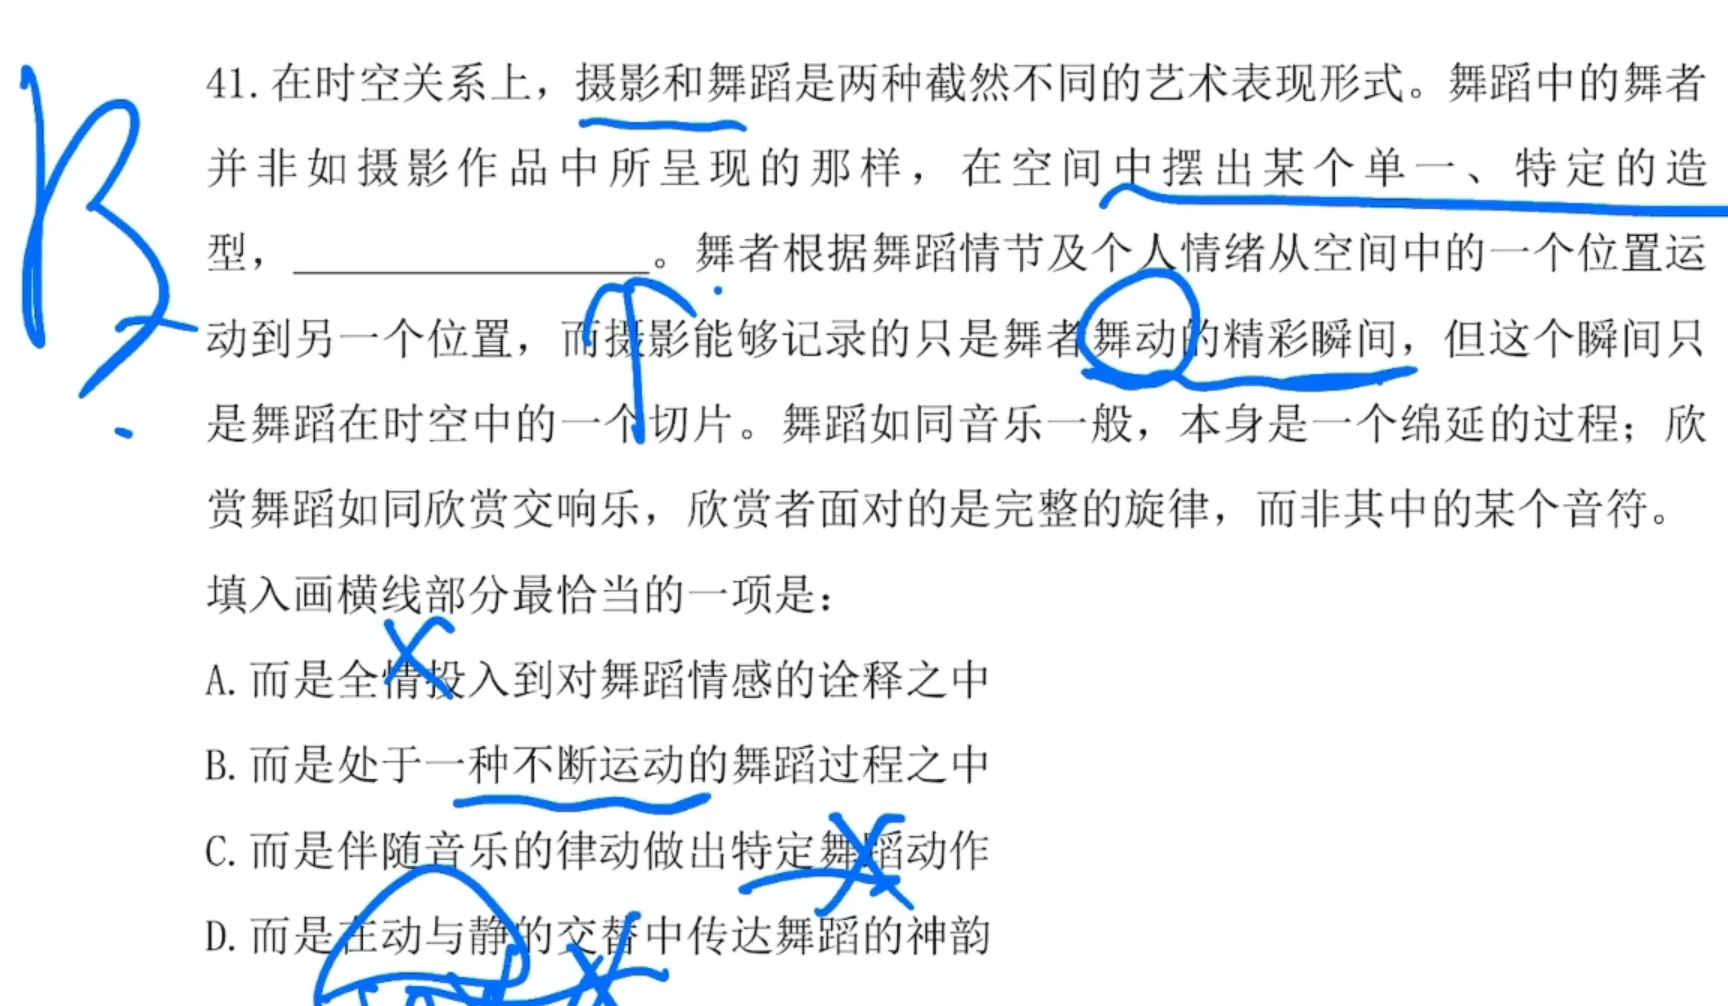 41. 在时空关系上，摄影和舞蹈是两种截然不同的艺术表现形式。舞蹈中的舞者
并非如摄影作品中所呈现的那样，在空间中摆出某个单一、特定的造
型，________________。舞者根据舞蹈情节及个人情绪从空间中的一个位置运
动到另一个位置，而摄影能够记录的只是舞者舞动的精彩瞬间，但这个瞬间只
是舞蹈在时空中的一个切片。舞蹈如同音乐一般，本身是一个绵延的过程；欣
赏舞蹈如同欣赏交响乐，欣赏者面对的是完整的旋律，而非其中的某个音符。
填入画横线部分最恰当的一项是：
A. 而是全情投入到对舞蹈情感的诠释之中
B. 而是处于一种不断运动的舞蹈过程之中
C. 而是伴随音乐的律动做出特定舞蹈动作
D. 而是在动与静的交替中传达舞蹈的神韵
B